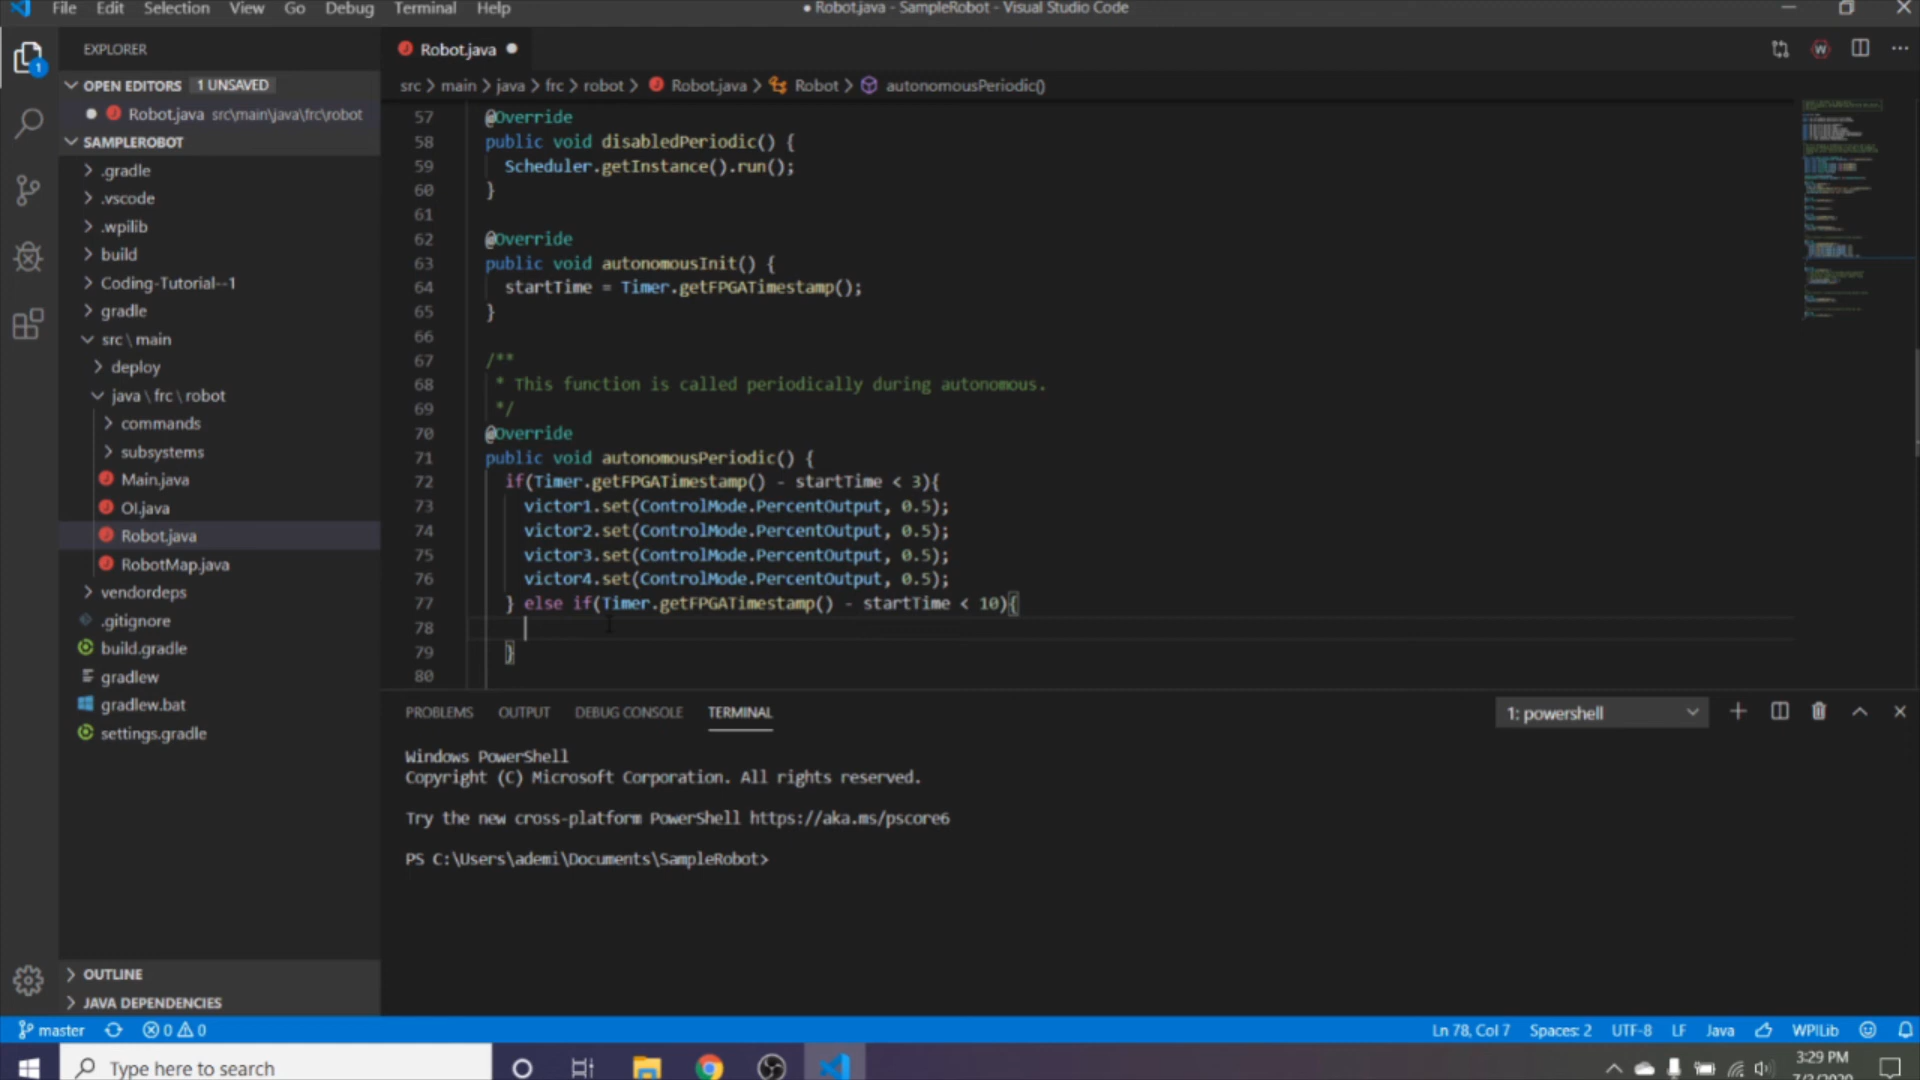 File Edit Selection View Go Debug Terminal Help
● Robot.java - SampleRobot - Visual Studio Code
EXPLORER
OPEN EDITORS 1 UNSAVED
Robot.java src\main\java\frc\robot
SAMPLEROBOT
.gradle
.vscode
.wpilib
build
Coding-Tutorial--1
gradle
src \ main
deploy
java \ frc \ robot
commands
subsystems
Main.java
OI.java
Robot.java
RobotMap.java
vendordeps
.gitignore
build.gradle
gradlew
gradlew.bat
settings.gradle
OUTLINE
JAVA DEPENDENCIES
1
Robot.java
W
src > main > java > frc > robot > Robot.java > Robot > autonomousPeriodic()
57 @Override
58 public void disabledPeriodic() {
59 Scheduler.getInstance().run();
60 }
61
62 @Override
63 public void autonomousInit() {
64 startTime = Timer.getFPGATimestamp();
65 }
66
67 /**
68 * This function is called periodically during autonomous.
69 */
70 @Override
71 public void autonomousPeriodic() {
72 if(Timer.getFPGATimestamp() - startTime < 3){
73 victor1.set(ControlMode.PercentOutput, 0.5);
74 victor2.set(ControlMode.PercentOutput, 0.5);
75 victor3.set(ControlMode.PercentOutput, 0.5);
76 victor4.set(ControlMode.PercentOutput, 0.5);
77 } else if(Timer.getFPGATimestamp() - startTime < 10){
78
79 }
80
PROBLEMS OUTPUT DEBUG CONSOLE TERMINAL 1: powershell
Windows PowerShell
Copyright (C) Microsoft Corporation. All rights reserved.
Try the new cross-platform PowerShell https://aka.ms/pscore6
PS C:\Users\ademi\Documents\SampleRobot>
master 0 0 Ln 78, Col 7 Spaces: 2 UTF-8 LF Java WPILib
Type here to search
3:29 PM